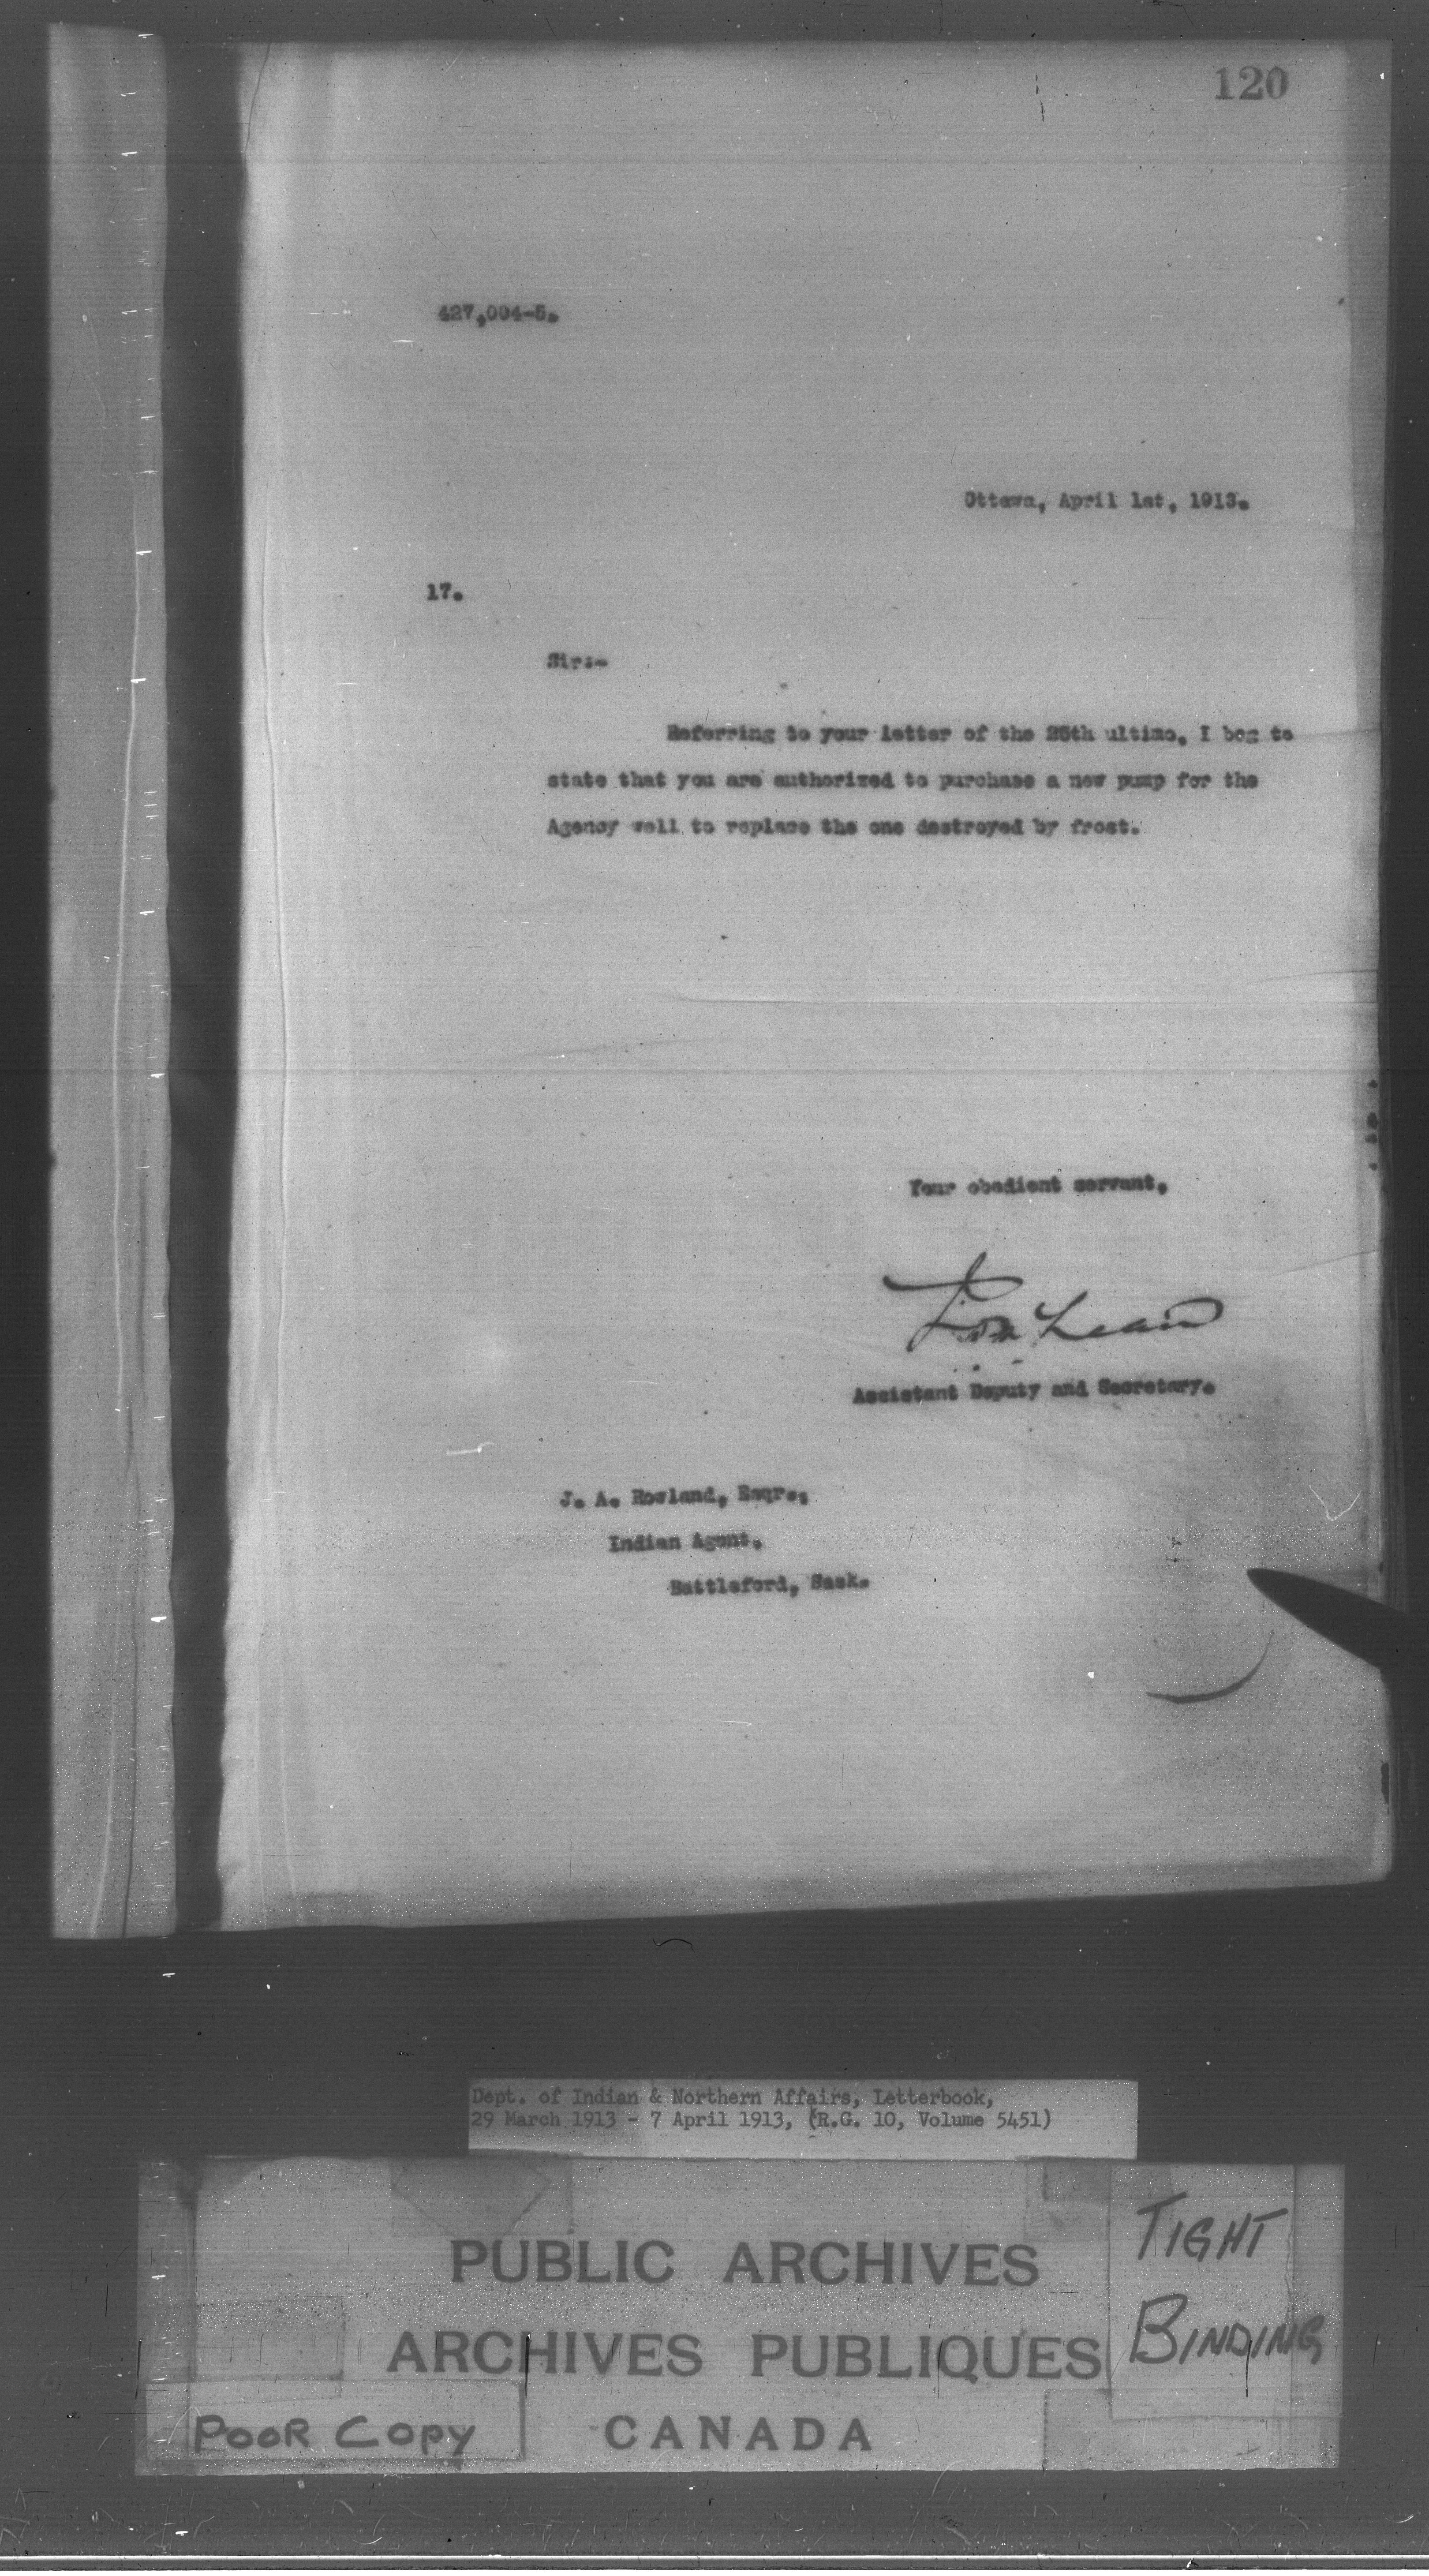 120
427,004-5.
Ottawa, April 1st, 1913.
17.
Sir:-
Referring to your letter of the 25th ultimo, I beg to
state that you are authorized to purchase a new pump for the
Agency well to replace the one destroyed by frost.
Your obedient servant,
Assistant Deputy and Secretary.
J. A. Rowland, Esqr.,
Indian Agent,
Battleford, Sask.
Dept. of Indian & Northern Affairs, Letterbook,
29 March 1913 - 7 April 1913, (R.G. 10, Volume 5451)
PUBLIC ARCHIVES
ARCHIVES PUBLIQUES
CANADA
TIGHT
BINDING
POOR COPY